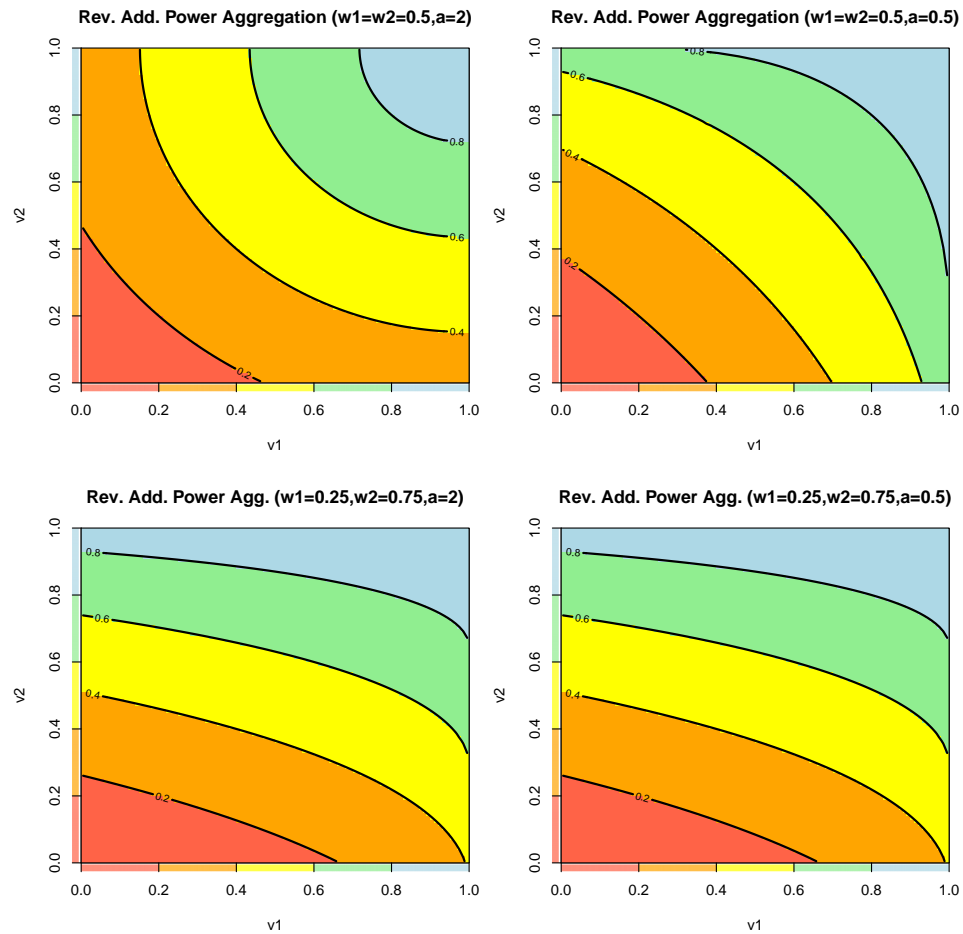 Rev. Add. Power Aggregation (w1=w2=0.5,a=2)
1.0
0.8
0.6
0.4
0.2
0.0
v2
0.8
0.6
0.4
0.2
0.0 0.2 0.4 0.6 0.8 1.0
v1
Rev. Add. Power Aggregation (w1=w2=0.5,a=0.5)
1.0
0.8
0.6
0.4
0.2
0.0
v2
0.8
0.6
0.4
0.2
0.0 0.2 0.4 0.6 0.8 1.0
v1
Rev. Add. Power Agg. (w1=0.25,w2=0.75,a=2)
1.0
0.8
0.6
0.4
0.2
0.0
v2
0.8
0.6
0.4
0.2
0.0 0.2 0.4 0.6 0.8 1.0
v1
Rev. Add. Power Agg. (w1=0.25,w2=0.75,a=0.5)
1.0
0.8
0.6
0.4
0.2
0.0
v2
0.8
0.6
0.4
0.2
0.0 0.2 0.4 0.6 0.8 1.0
v1